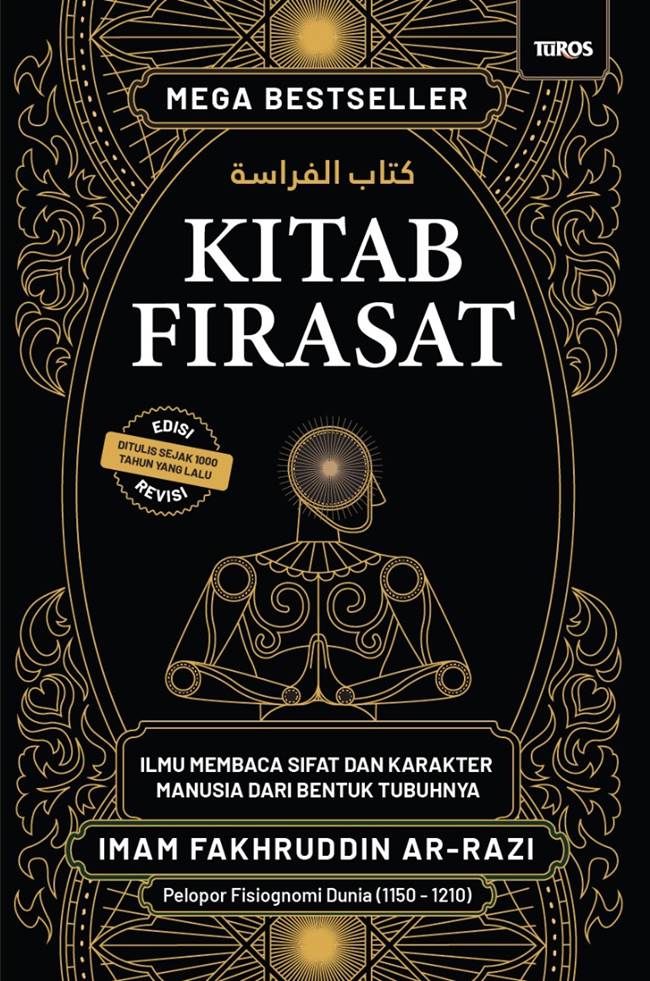 TUROS
MEGA BESTSELLER
كتاب الفراسة
KITAB
FIRASAT
EDISI
DITULIS SEJAK 1000
TAHUN YANG LALU
REVISI
ILMU MEMBACA SIFAT DAN KARAKTER
MANUSIA DARI BENTUK TUBUHNYA
IMAM FAKHRUDDIN AR-RAZI
Pelopor Fisiognomi Dunia (1150 - 1210)